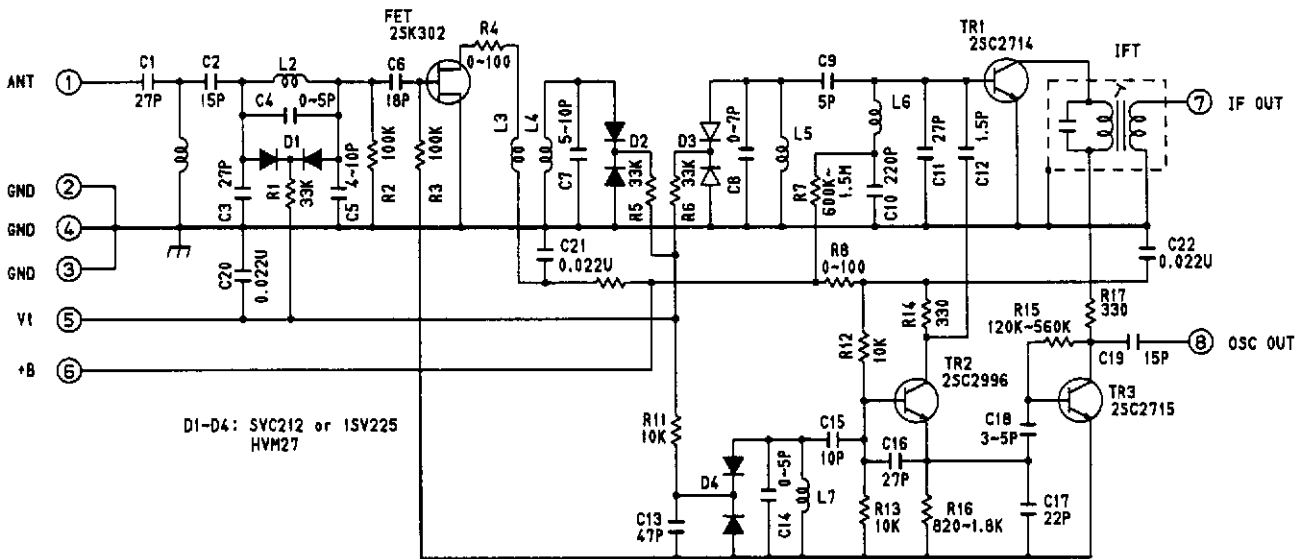 FET
2SK302
R4
0~100
TR1
2SC2714
IFT
ANT
1
C1
27P
C2
15P
L2
C4
0~5P
C6
18P
C9
5P
L6
7
IF OUT
D1
27P
C3
R1
33K
4~10P
C5
100K
R2
100K
R3
L3
L4
5~10P
C7
D2
33K
R5
D3
33K
R6
0~7P
C8
L5
R7
600K~
1.5M
220P
C10
27P
C11
1.5P
C12
GND
2
GND
4
GND
3
C20
0.022U
C21
0.022U
R8
0~100
C22
0.022U
Vt
5
+B
6
R12
10K
R14
330
R15
120K~560K
R17
330
C19
15P
8
OSC OUT
TR2
2SC2996
TR3
2SC2715
D1-D4: SVC212 or 1SV225
HVM27
R11
10K
D4
C15
10P
C16
27P
C18
3~5P
C13
47P
0~5P
C14
L7
R13
10K
R16
820~1.8K
C17
22P